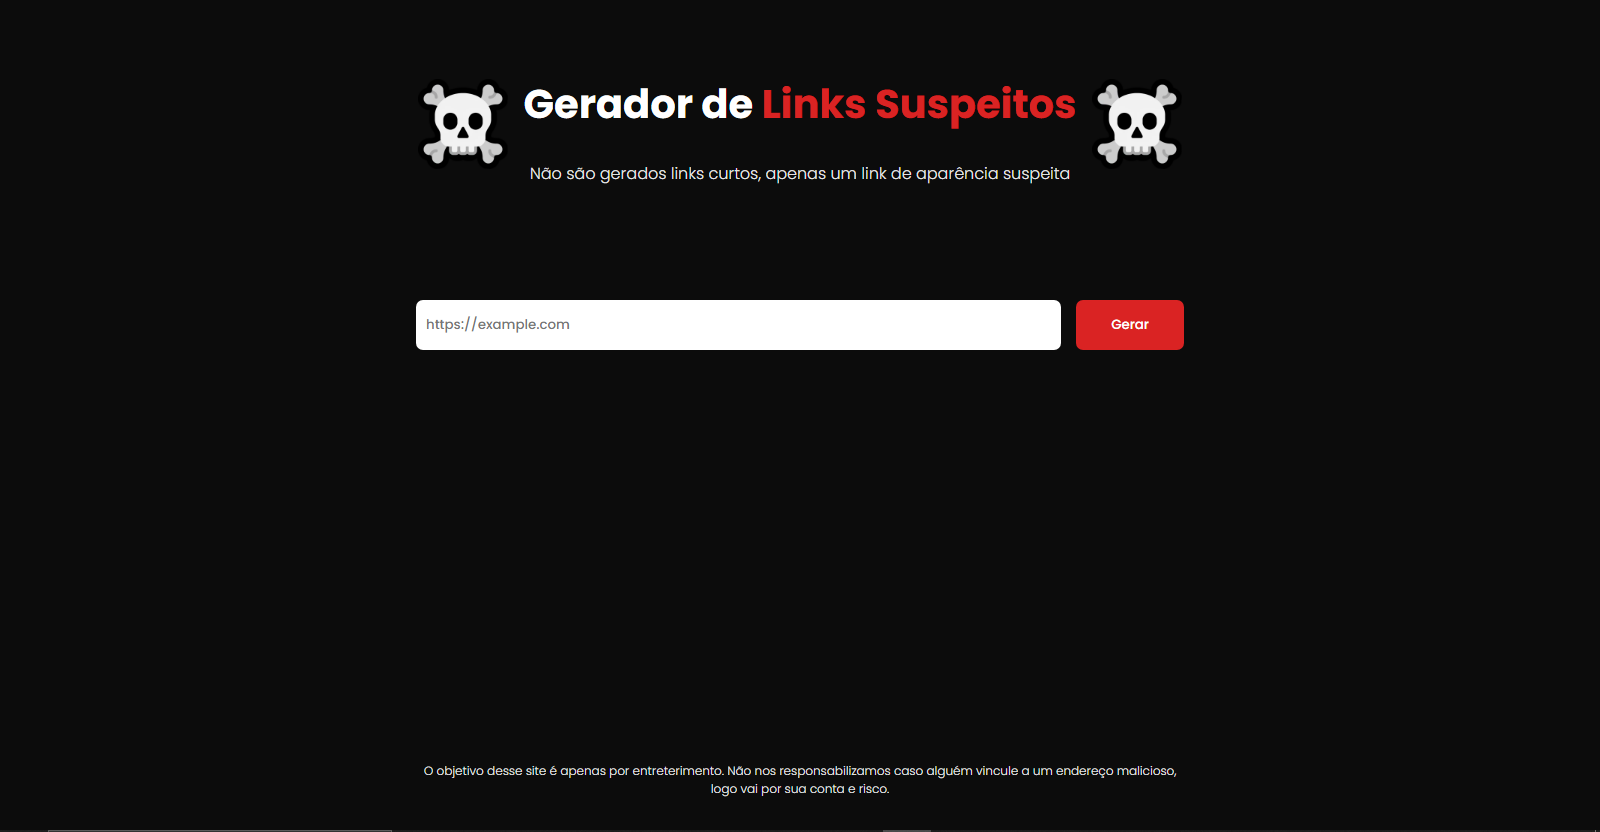 Gerador de Links Suspeitos
Não são gerados links curtos, apenas um link de aparência suspeita
https://example.com
Gerar
O objetivo desse site é apenas por entreterimento. Não nos responsabilizamos caso alguém vincule a um endereço malicioso,
logo vai por sua conta e risco.